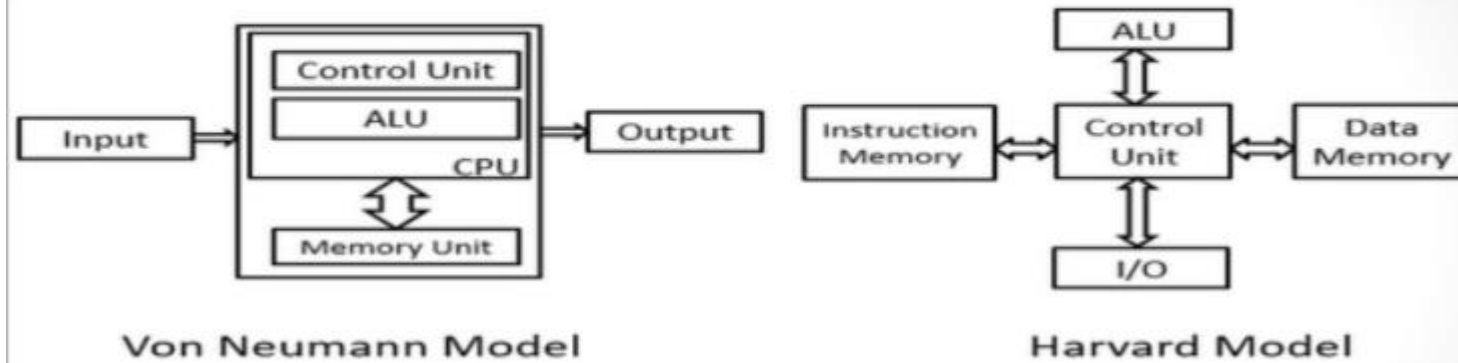 Control Unit
ALU
CPU
Input
Output
Memory Unit
Von Neumann Model
ALU
Instruction
Memory
Control
Unit
Data
Memory
I/O
Harvard Model